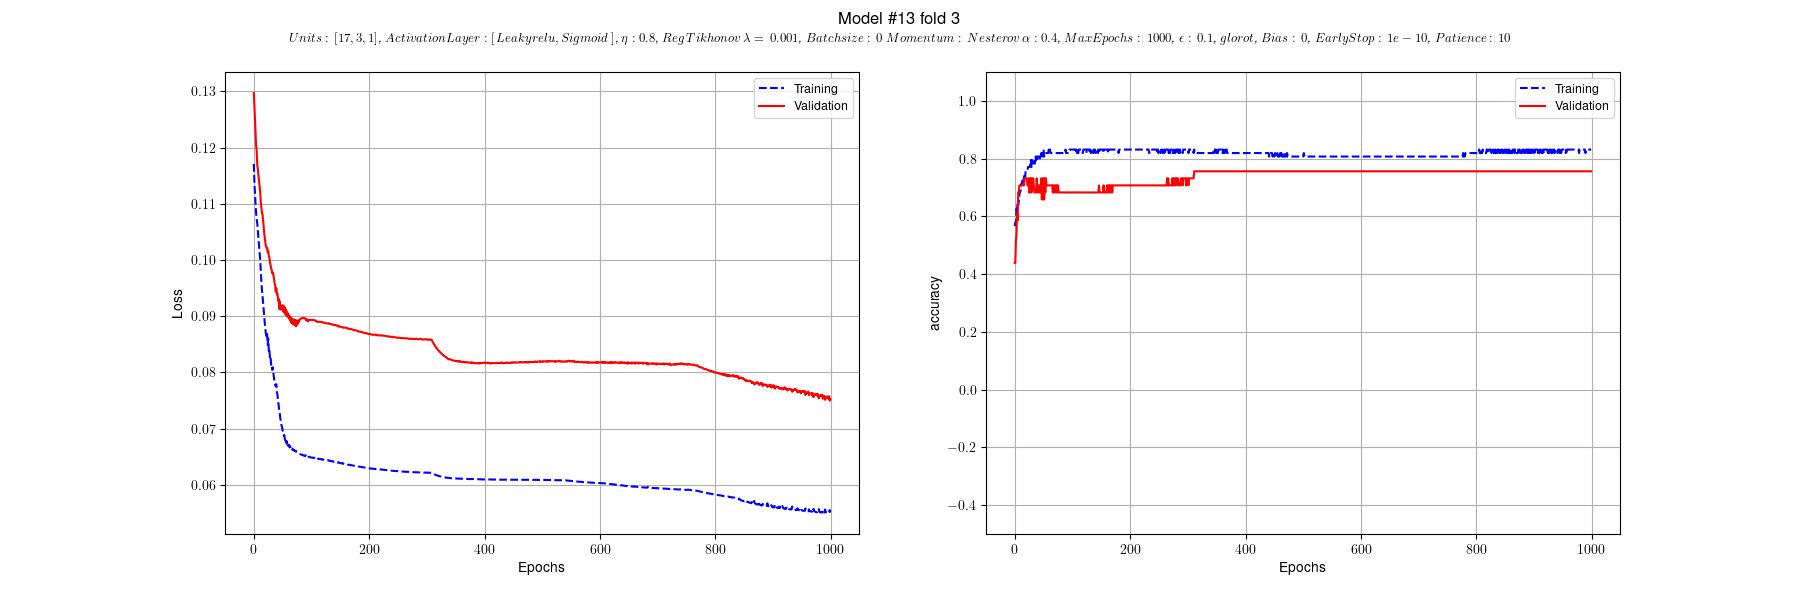 Model #13 fold 3
Units : [17, 3, 1], ActivationLayer : [Leakyrelu, Sigmoid ], η : 0.8, RegTikhonov λ = 0.001, Batchsize : 0 Momentum : Nesterov α : 0.4, MaxEpochs : 1000, ϵ : 0.1, glorot, Bias : 0, EarlyStop : 1e − 10, Patience : 10
Loss
0.13
0.12
0.11
0.10
0.09
0.08
0.07
0.06
0 200 400 600 800 1000
Epochs
Training
Validation
accuracy
1.0
0.8
0.6
0.4
0.2
0.0
−0.2
−0.4
0 200 400 600 800 1000
Epochs
Training
Validation